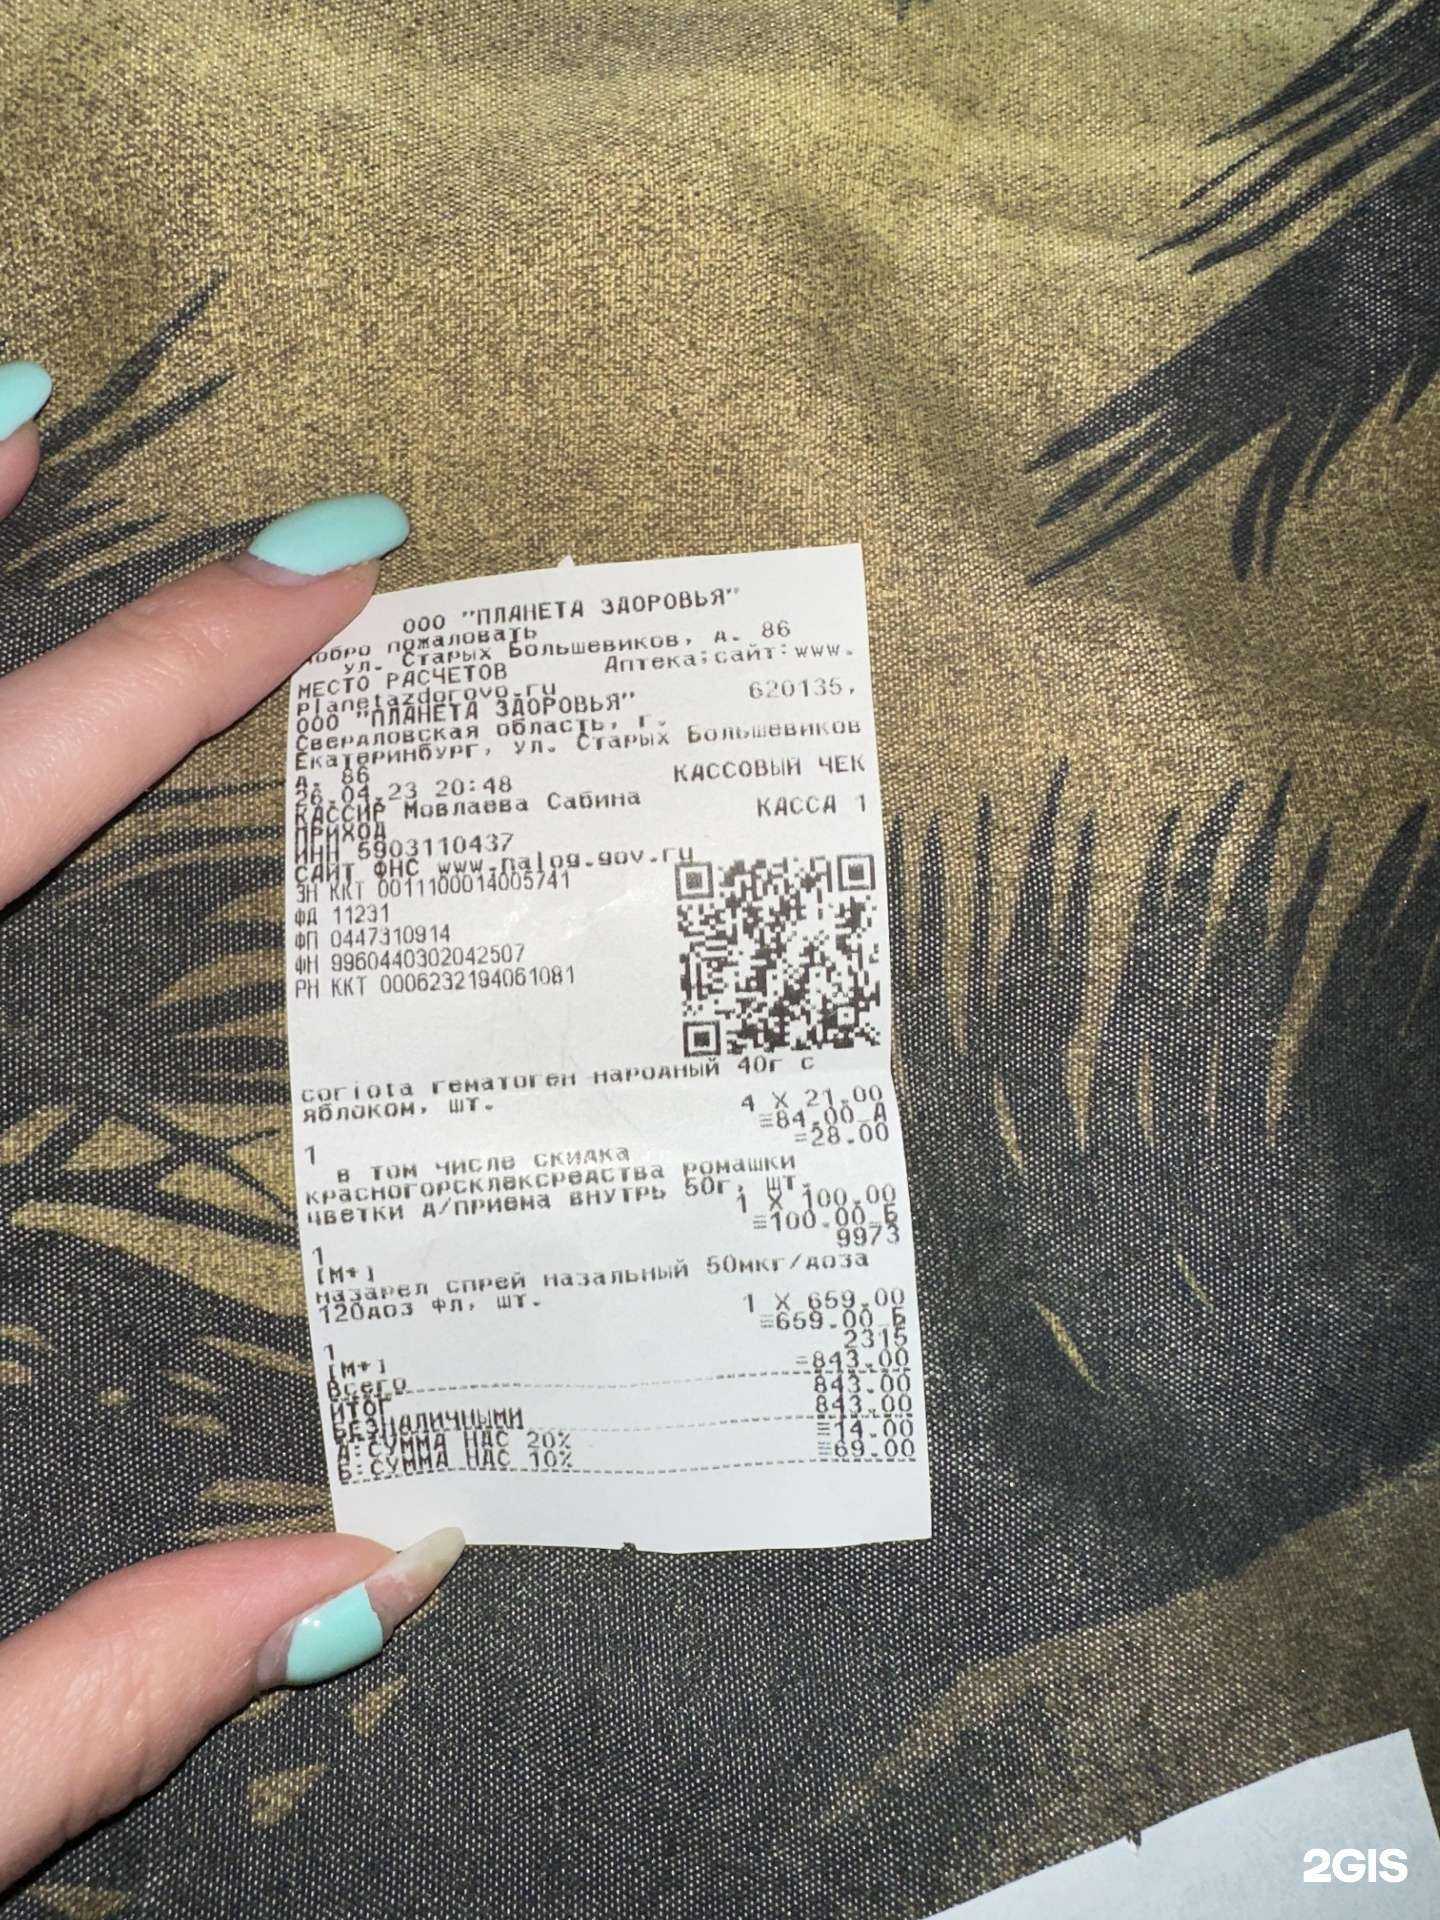 ООО "ПЛАНЕТА ЗДОРОВЬЯ"
добро пожаловать
ул. Старых Большевиков, д. 86
МЕСТО РАСЧЕТОВ Аптека;сайт:www.
planetazdorovo.ru
ООО "ПЛАНЕТА ЗДОРОВЬЯ" 620135,
Свердловская область, г.
Екатеринбург, ул. Старых Большевиков
д. 86
26.04.23 20:48 КАССОВЫЙ ЧЕК
КАССИР Мовлаева Сабина
ПРИХОД КАССА 1
ИНН 5903110437
САЙТ ФНС www.nalog.gov.ru
ЗН ККТ 0011100014005741
ФД 11231
ФП 0447310914
ФН 9960440302042507
РН ККТ 0006232194061081
coriola гематоген народный 40г с
яблоком, шт.
4 X 21.00
1 =84.00_А
в том числе скидка =28.00
красногорсклексредства ромашки
цветки д/приема внутрь 50г, шт.
1 X 100.00
1 =100.00_Б
[М+] 9973
назарел спрей назальный 50мкг/доза
120доз фл, шт.
1 X 659.00
1 =659.00_Б
[М+] 2315
Всего =843.00
ИТОГ 843.00
БЕЗНАЛИЧНЫМИ 843.00
А:СУММА НДС 20% =14.00
Б:СУММА НДС 10% =69.00
2GIS